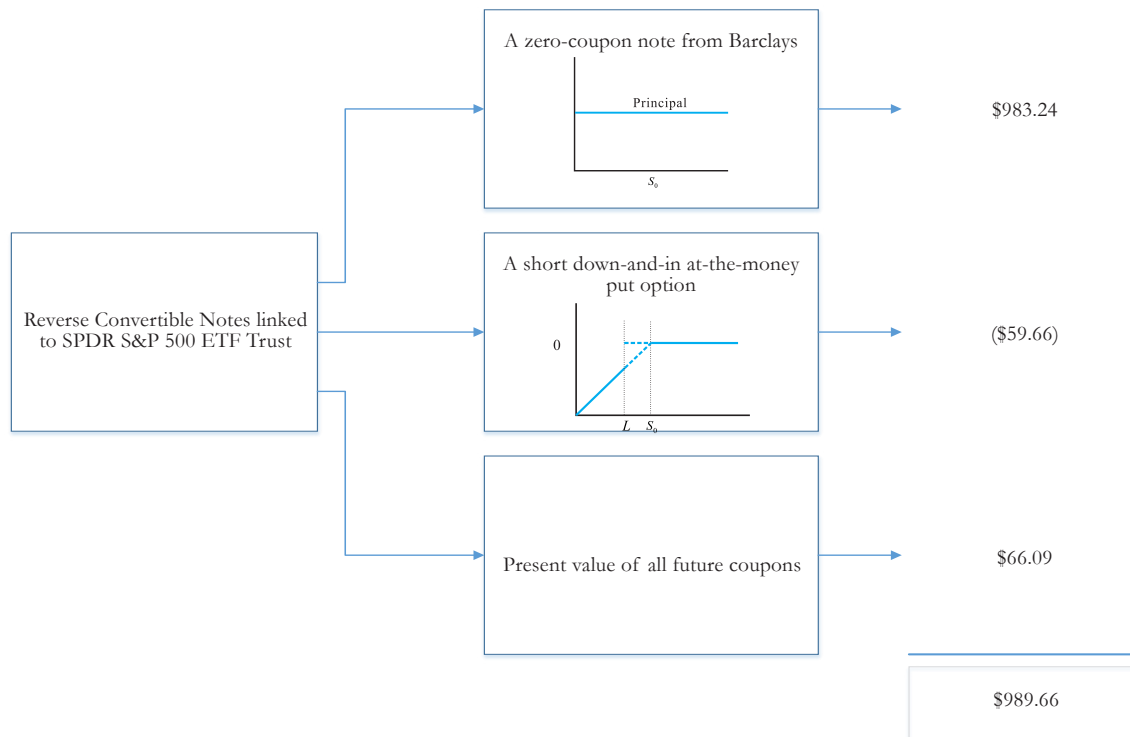 A zero-coupon note from Barclays
Principal
S₀
$983.24
Reverse Convertible Notes linked
to SPDR S&P 500 ETF Trust
A short down-and-in at-the-money
put option
0
L S₀
($59.66)
Present value of all future coupons
$66.09
$989.66